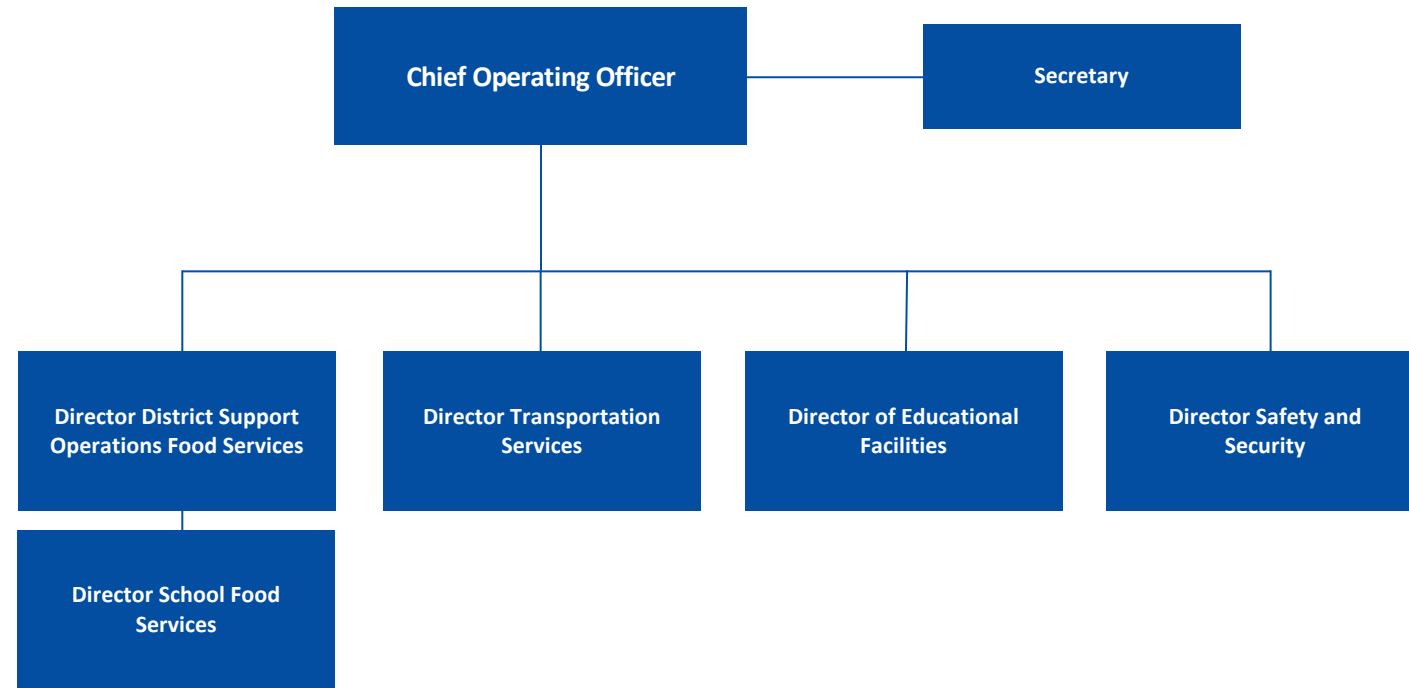 Chief Operating Officer
Secretary
Director District Support
Operations Food Services
Director Transportation
Services
Director of Educational
Facilities
Director Safety and
Security
Director School Food
Services